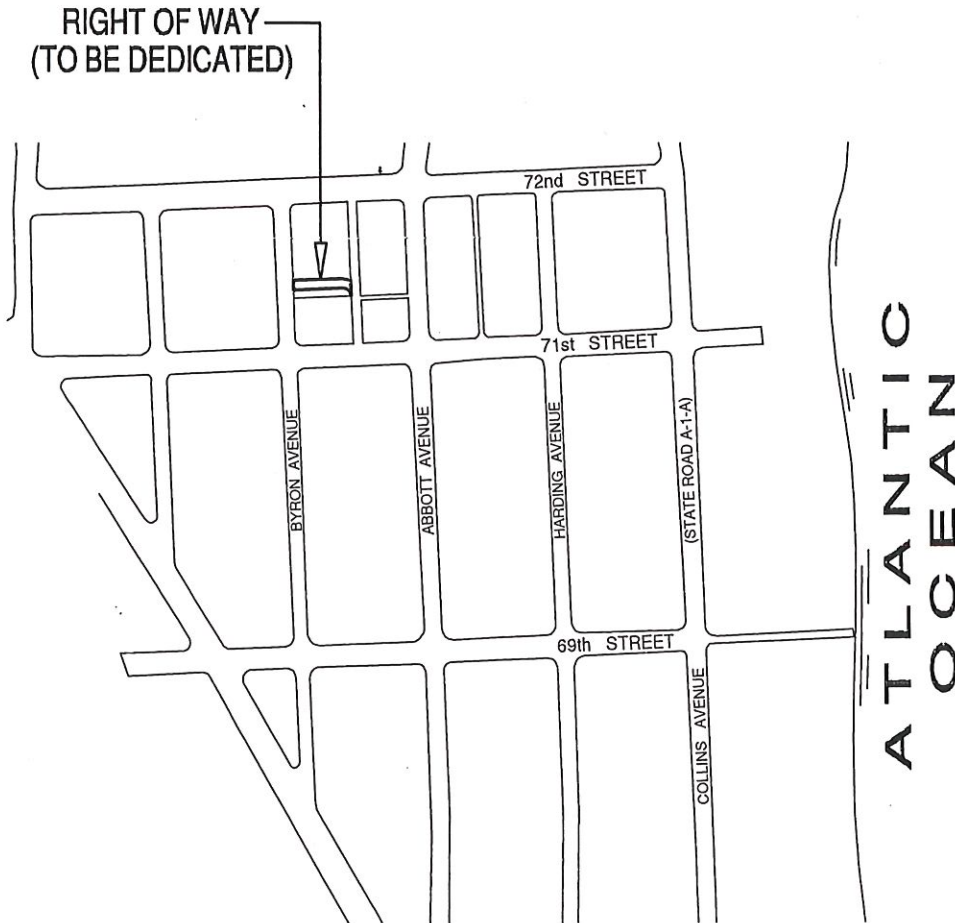 RIGHT OF WAY
(TO BE DEDICATED)
72nd STREET
71st STREET
BYRON AVENUE
ABBOTT AVENUE
HARDING AVENUE
(STATE ROAD A-1-A)
69th STREET
COLLINS AVENUE
ATLANTIC
OCEAN